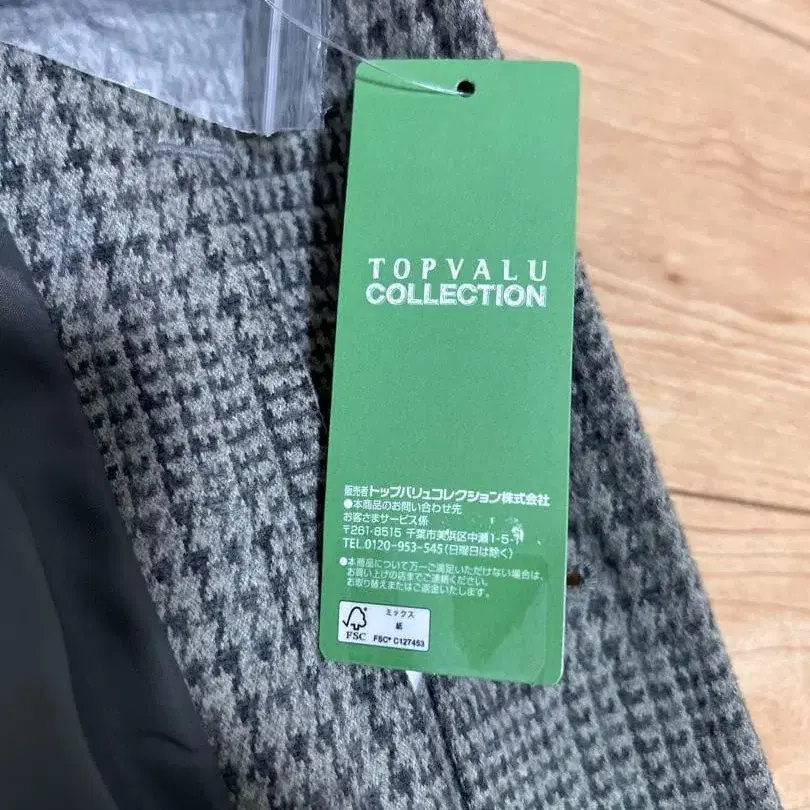 TOPVALU
COLLECTION
販売者トップバリュコレクション株式会社
●本商品のお問い合わせ先
お客さまサービス係
〒261-8515 千葉市美浜区中瀬1-5-1
TEL.0120-953-545(日曜日は除く)
●本商品について万一ご満足いただけない場合は、
お買い上げの店までご連絡ください。
お取り替えまたはご返金いたします。
ミックス
紙
FSC
FSC® C127453